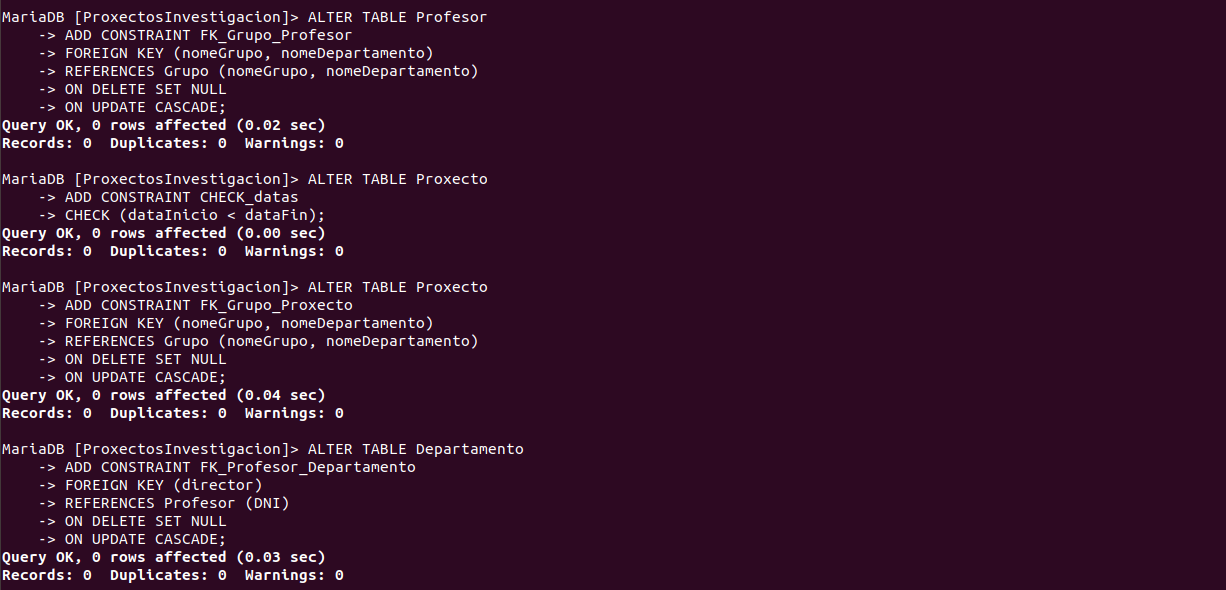 MariaDB [ProxectosInvestigacion]> ALTER TABLE Profesor
    -> ADD CONSTRAINT FK_Grupo_Profesor
    -> FOREIGN KEY (nomeGrupo, nomeDepartamento)
    -> REFERENCES Grupo (nomeGrupo, nomeDepartamento)
    -> ON DELETE SET NULL
    -> ON UPDATE CASCADE;
Query OK, 0 rows affected (0.02 sec)
Records: 0  Duplicates: 0  Warnings: 0

MariaDB [ProxectosInvestigacion]> ALTER TABLE Proxecto
    -> ADD CONSTRAINT CHECK_datas
    -> CHECK (dataInicio < dataFin);
Query OK, 0 rows affected (0.00 sec)
Records: 0  Duplicates: 0  Warnings: 0

MariaDB [ProxectosInvestigacion]> ALTER TABLE Proxecto
    -> ADD CONSTRAINT FK_Grupo_Proxecto
    -> FOREIGN KEY (nomeGrupo, nomeDepartamento)
    -> REFERENCES Grupo (nomeGrupo, nomeDepartamento)
    -> ON DELETE SET NULL
    -> ON UPDATE CASCADE;
Query OK, 0 rows affected (0.04 sec)
Records: 0  Duplicates: 0  Warnings: 0

MariaDB [ProxectosInvestigacion]> ALTER TABLE Departamento
    -> ADD CONSTRAINT FK_Profesor_Departamento
    -> FOREIGN KEY (director)
    -> REFERENCES Profesor (DNI)
    -> ON DELETE SET NULL
    -> ON UPDATE CASCADE;
Query OK, 0 rows affected (0.03 sec)
Records: 0  Duplicates: 0  Warnings: 0